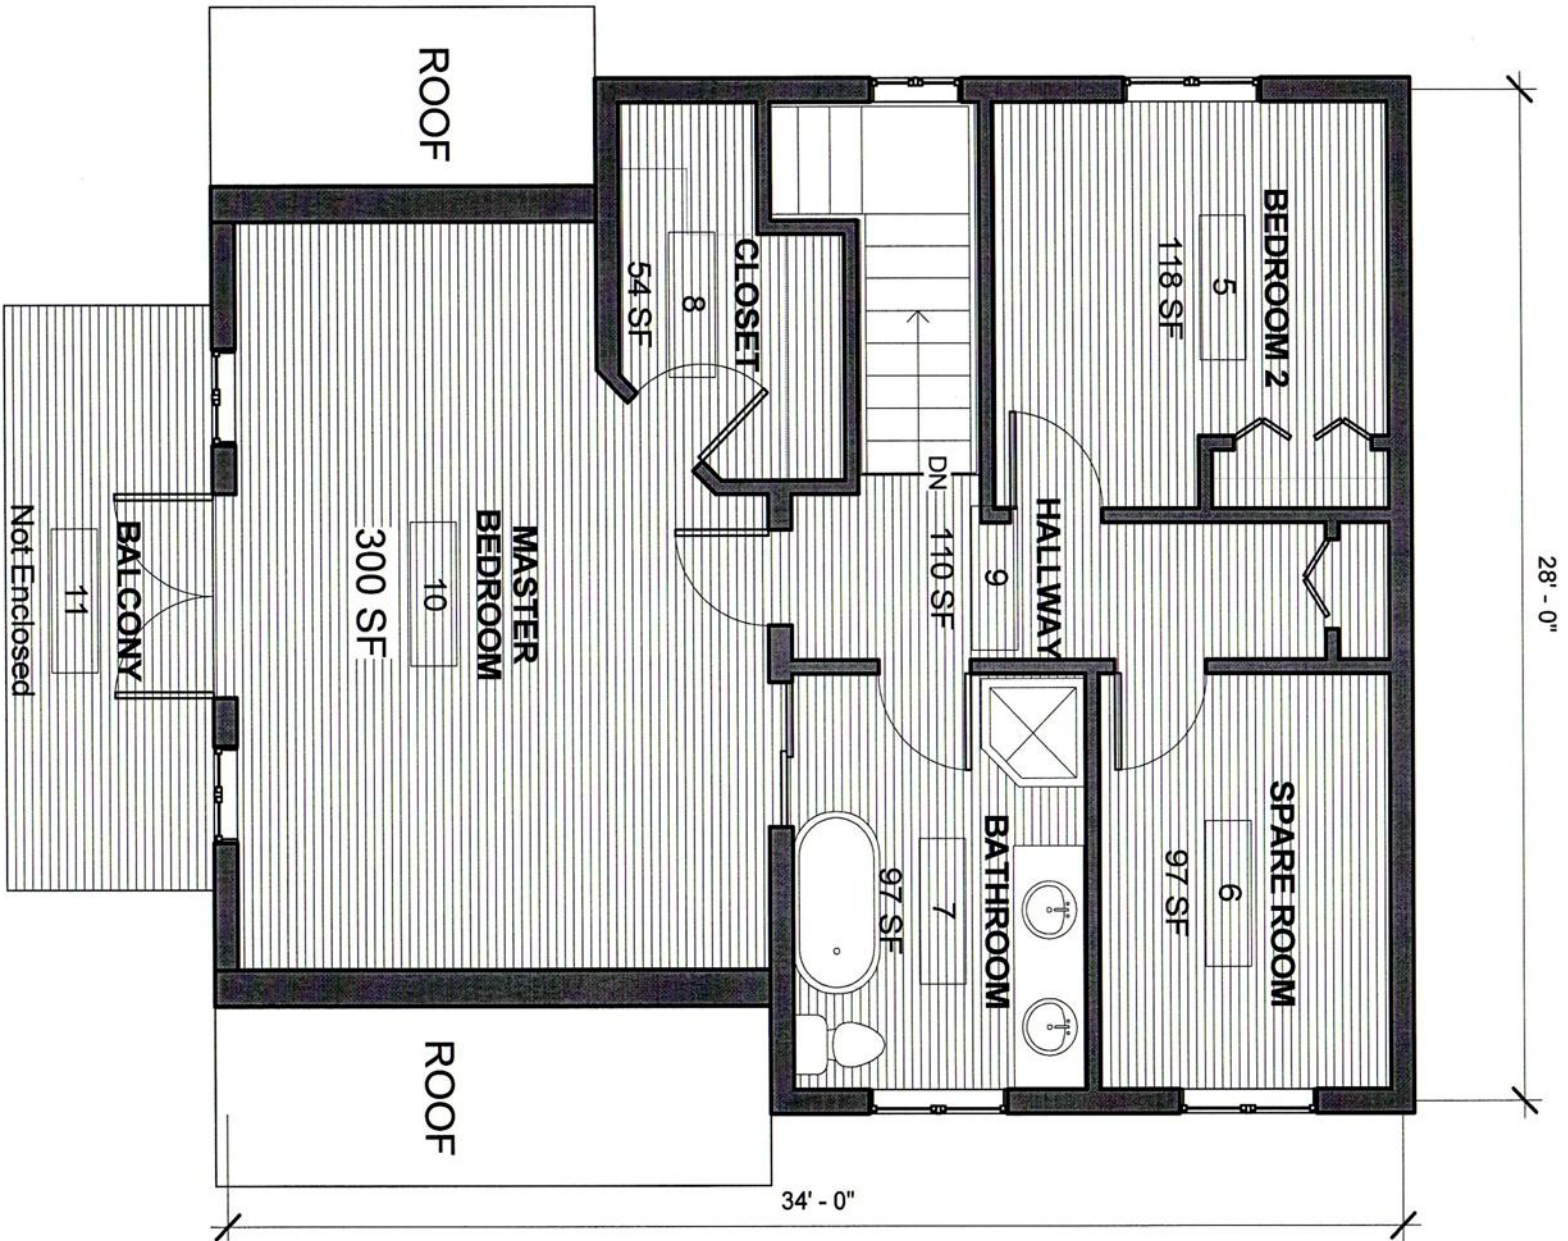 ROOF
BEDROOM 2
5
118 SF
CLOSET
8
54 SF
DN
HALLWAY
9
110 SF
MASTER
BEDROOM
10
300 SF
BALCONY
11
Not Enclosed
SPARE ROOM
6
97 SF
BATHROOM
7
97 SF
ROOF
28' - 0"
34' - 0"